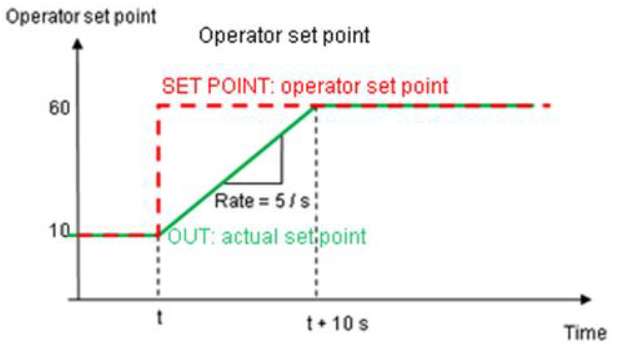 Operator set point
Operator set point
SET POINT: operator set point
60
Rate = 5 / s
10
OUT: actual set point
t
t + 10 s
Time